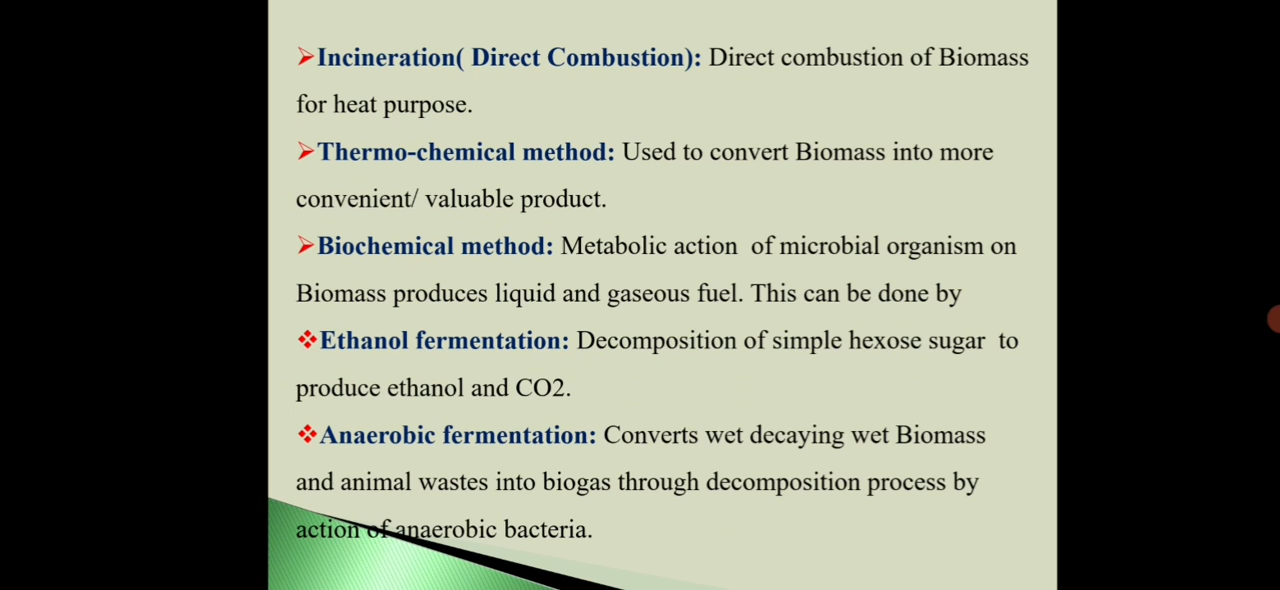 ➢Incineration( Direct Combustion): Direct combustion of Biomass
for heat purpose.
➢Thermo-chemical method: Used to convert Biomass into more
convenient/ valuable product.
➢Biochemical method: Metabolic action  of microbial organism on
Biomass produces liquid and gaseous fuel. This can be done by
❖Ethanol fermentation: Decomposition of simple hexose sugar  to
produce ethanol and CO2.
❖Anaerobic fermentation: Converts wet decaying wet Biomass
and animal wastes into biogas through decomposition process by
action of anaerobic bacteria.